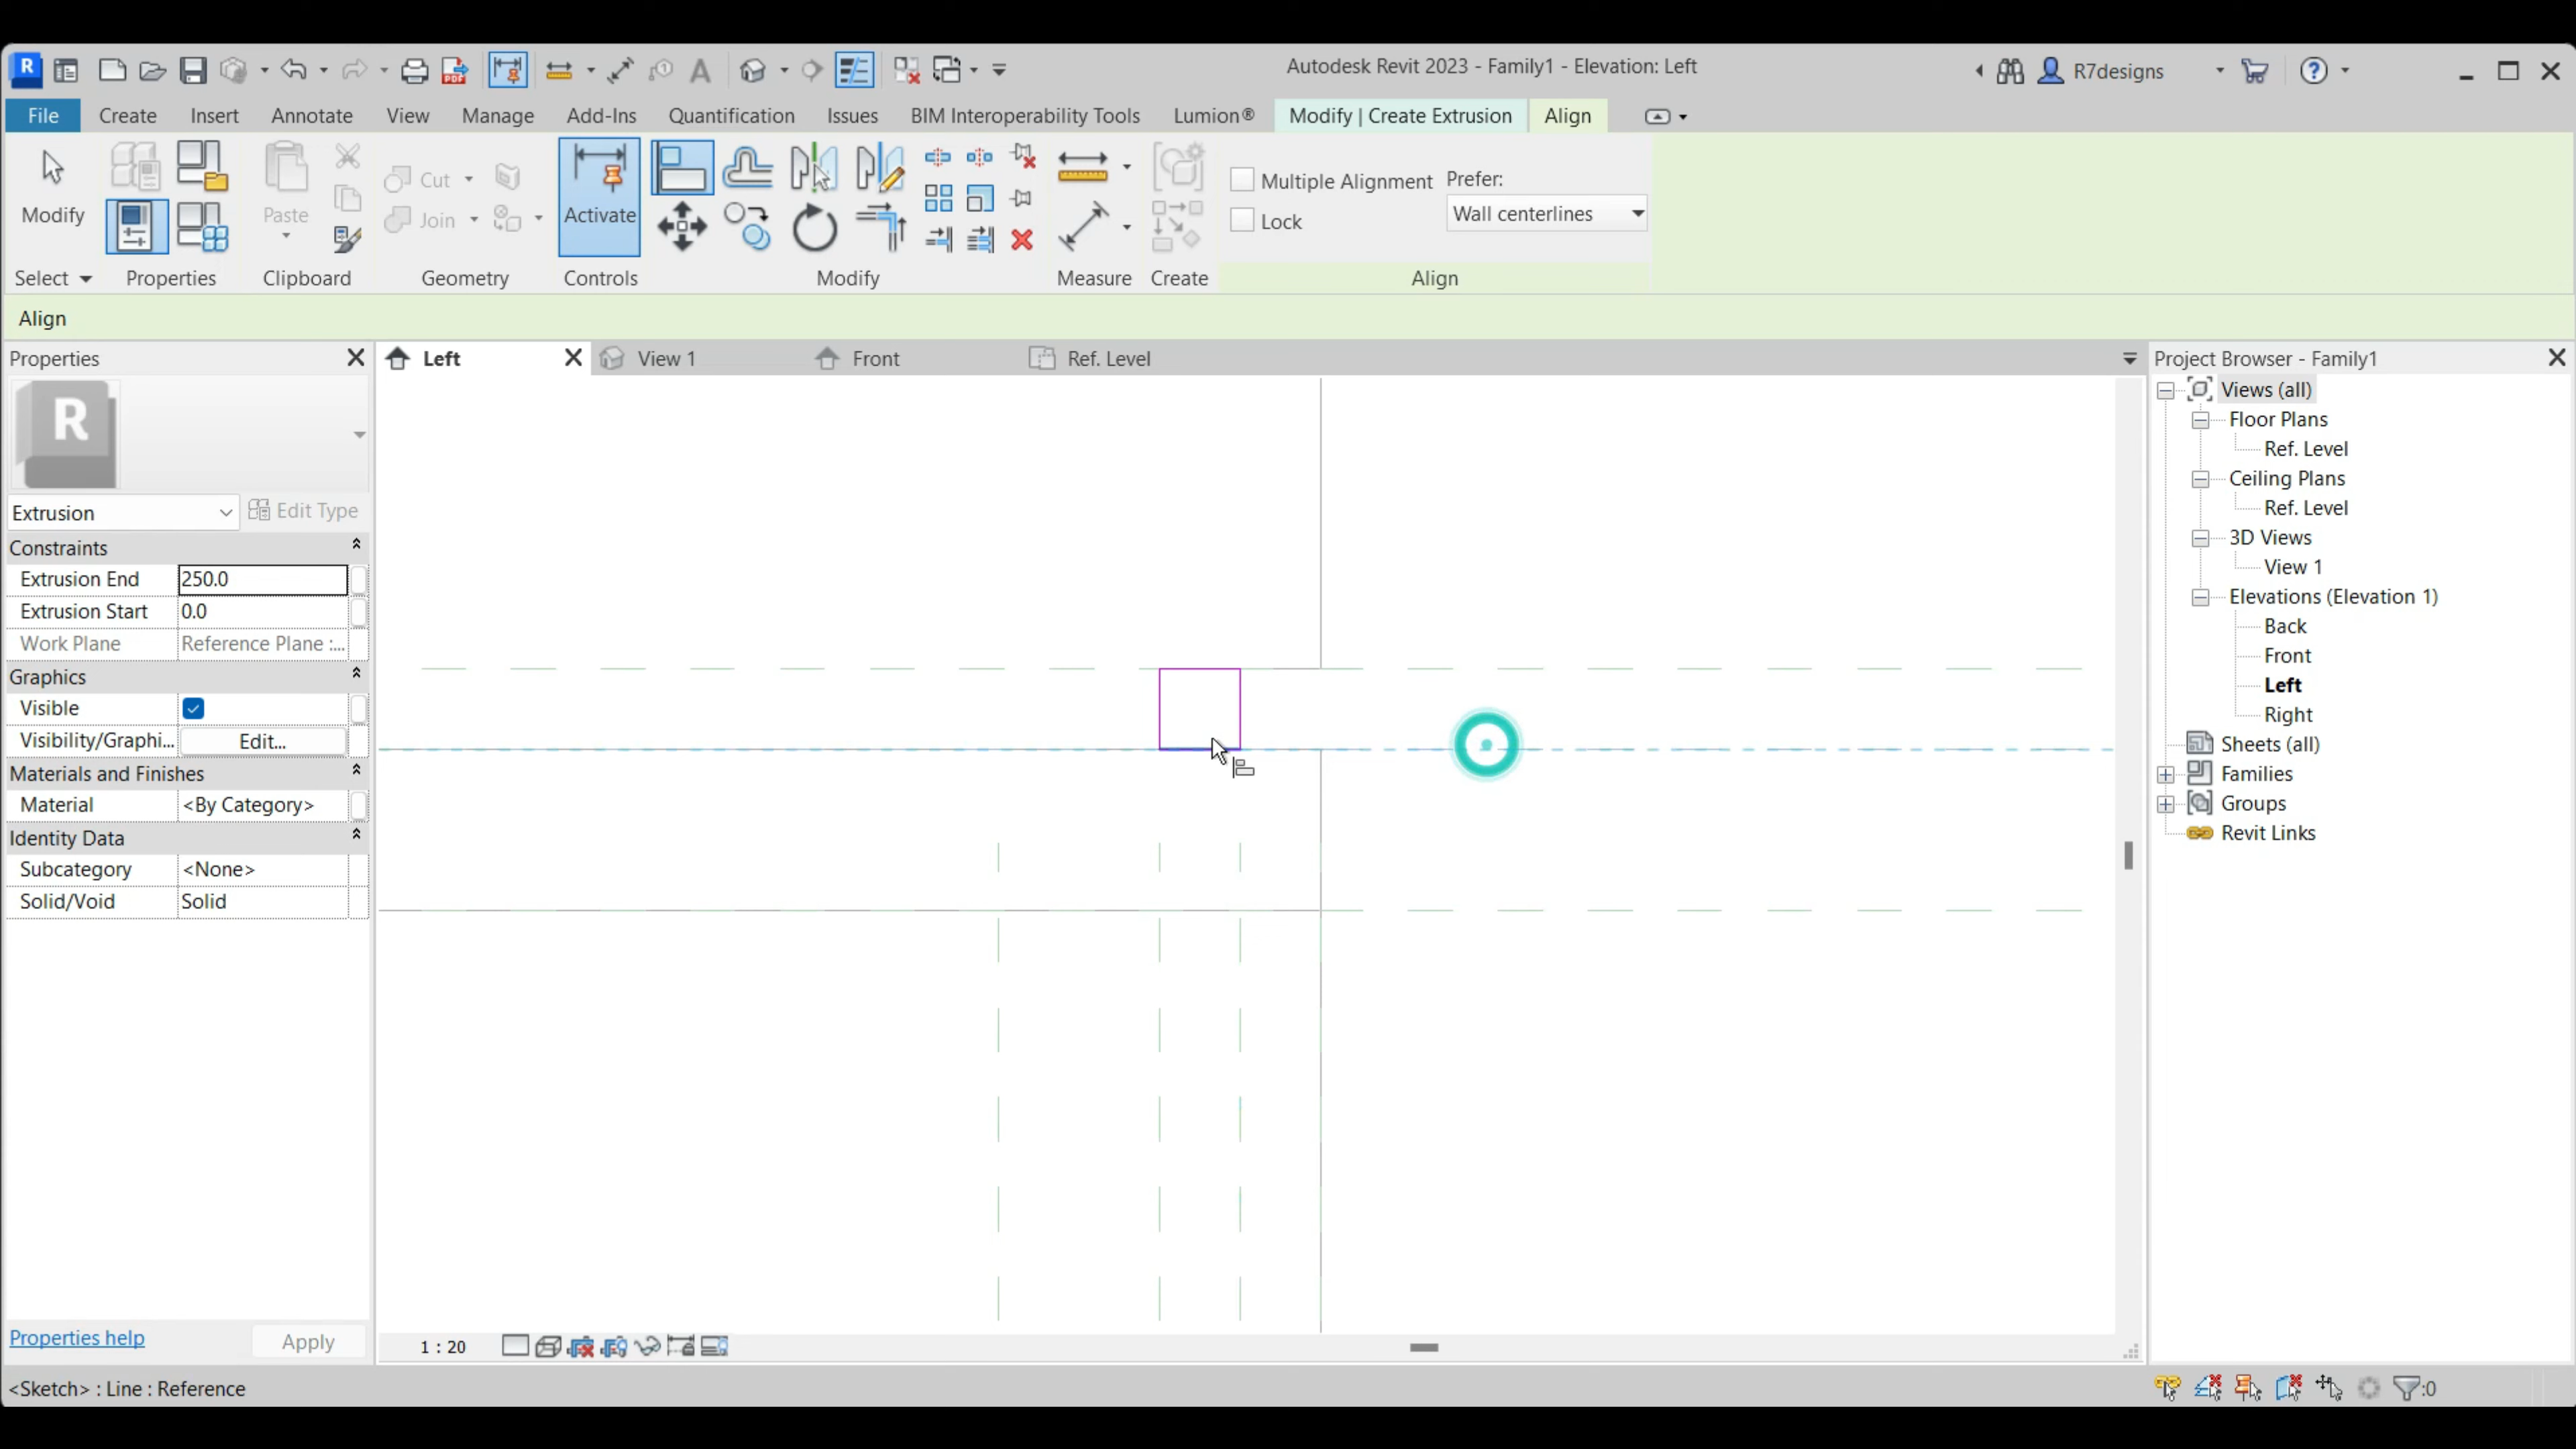 R
Autodesk Revit 2023 - Family1 - Elevation: Left
R7designs
File Create Insert Annotate View Manage Add-Ins Quantification Issues BIM Interoperability Tools Lumion® Modify | Create Extrusion Align
Modify
Paste
Cut
Join
Activate
Multiple Alignment
Lock
Prefer:
Wall centerlines
Select Properties Clipboard Geometry Controls Modify Measure Create Align
Align
Properties
Left View 1 Front Ref. Level
Project Browser - Family1
R
Extrusion Edit Type
Constraints
Extrusion End 250.0
Extrusion Start 0.0
Work Plane Reference Plane :...
Graphics
Visible
Visibility/Graphi... Edit...
Materials and Finishes
Material <By Category>
Identity Data
Subcategory <None>
Solid/Void Solid
Properties help Apply
Views (all)
Floor Plans
Ref. Level
Ceiling Plans
Ref. Level
3D Views
View 1
Elevations (Elevation 1)
Back
Front
Left
Right
Sheets (all)
Families
Groups
Revit Links
1 : 20
<Sketch> : Line : Reference
:0